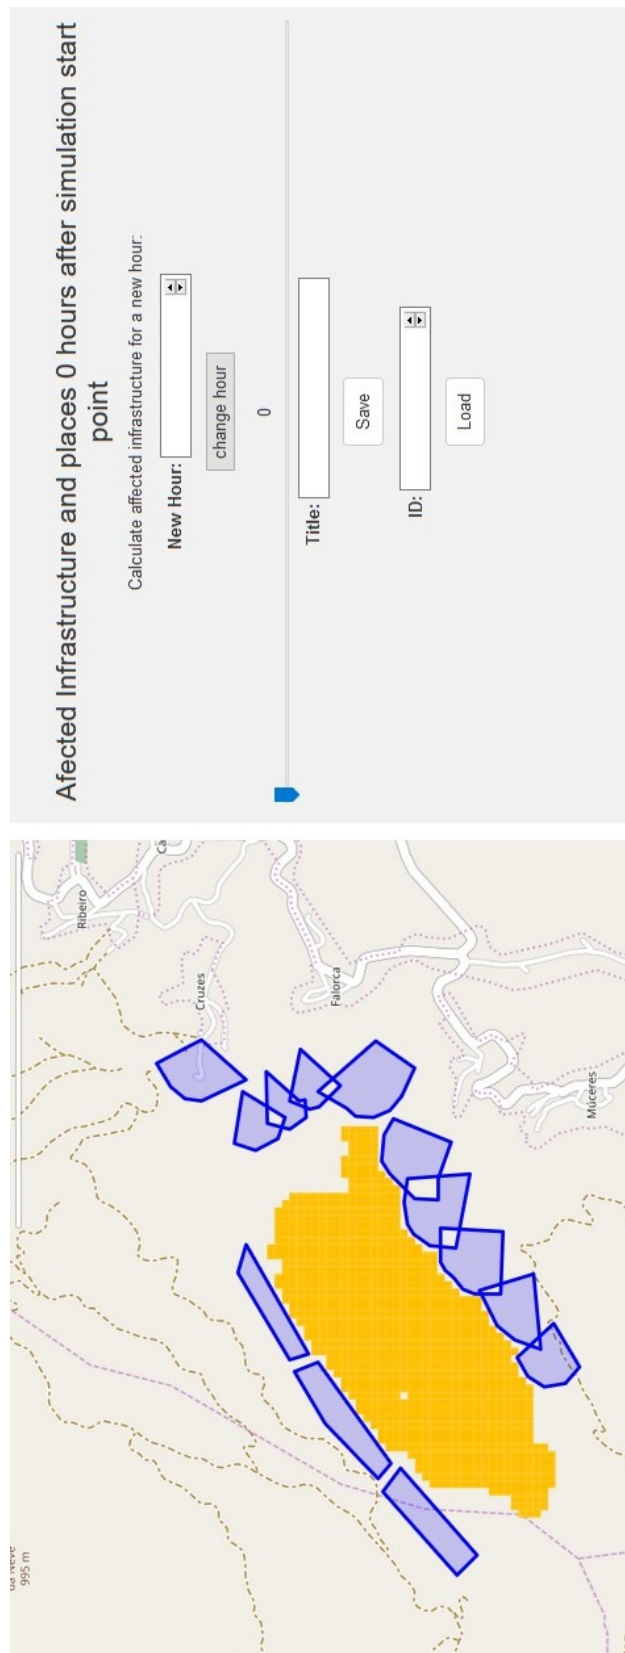 Afected Infrastructure and places 0 hours after simulation start
point
Calculate affected infrastructure for a new hour:
New Hour:
change hour
0
Title:
Save
ID:
Load
995 m
Ribeiro
Cruzes
Falorca
Múceres